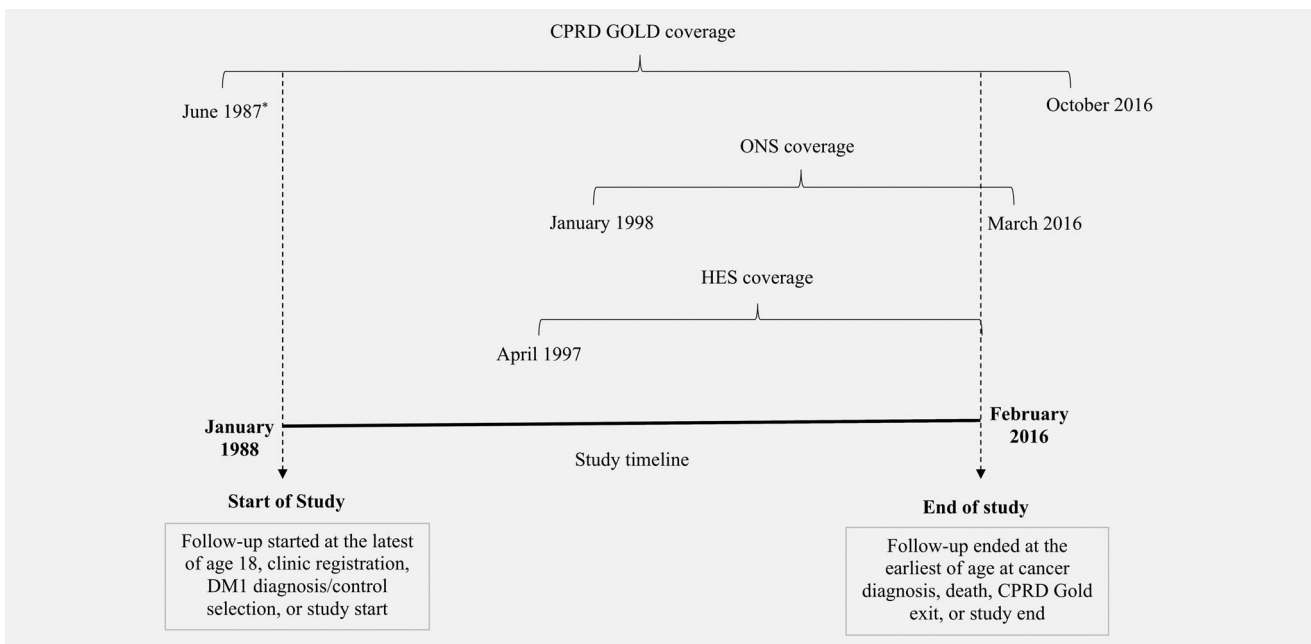 CPRD GOLD coverage
June 1987*
October 2016
ONS coverage
January 1998
March 2016
HES coverage
April 1997
January
1988
February
2016
Study timeline
Start of Study
End of study
Follow-up started at the latest
of age 18, clinic registration,
DM1 diagnosis/control
selection, or study start
Follow-up ended at the
earliest of age at cancer
diagnosis, death, CPRD Gold
exit, or study end